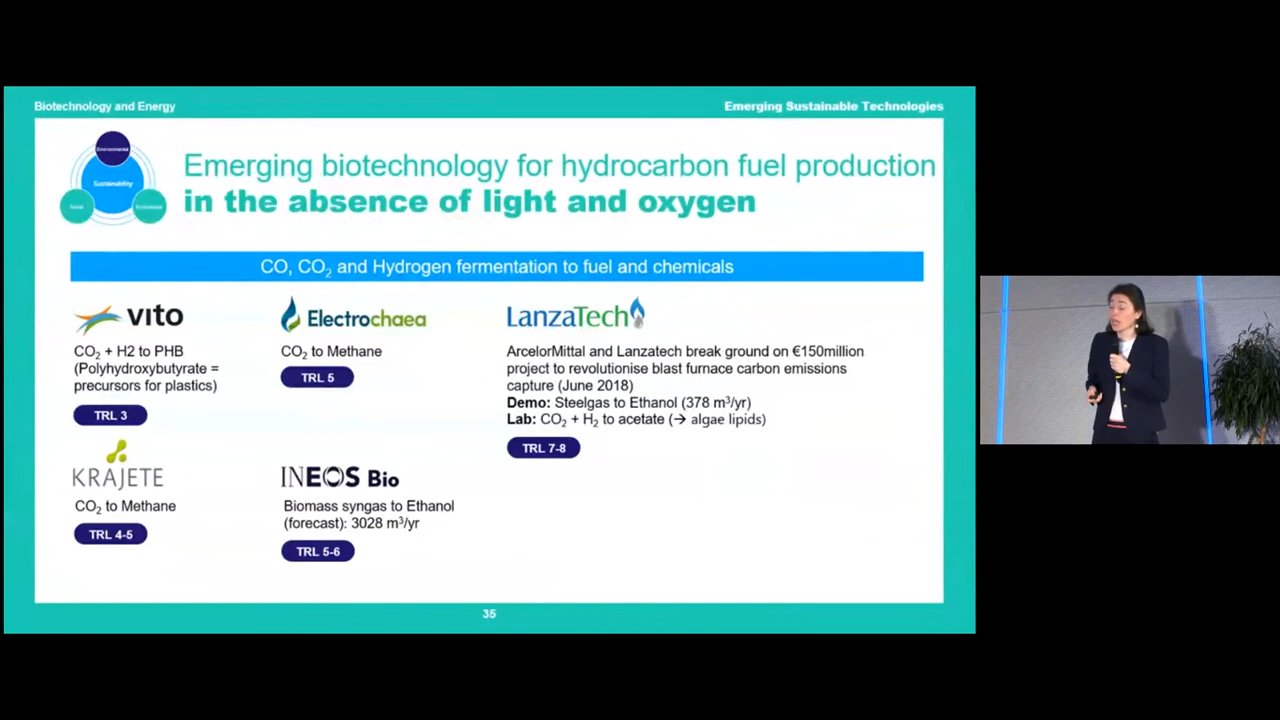 Biotechnology and Energy
Emerging Sustainable Technologies
Environmental
Sustainability
Social
Emerging biotechnology for hydrocarbon fuel production
in the absence of light and oxygen
CO, CO₂ and Hydrogen fermentation to fuel and chemicals
vito
CO₂ + H2 to PHB
(Polyhydroxybutyrate =
precursors for plastics)
TRL 3
Electrochaea
CO₂ to Methane
TRL 5
LanzaTech
ArcelorMittal and Lanzatech break ground on €150million
project to revolutionise blast furnace carbon emissions
capture (June 2018)
Demo: Steelgas to Ethanol (378 m³/yr)
Lab: CO₂ + H₂ to acetate (→ algae lipids)
TRL 7-8
KRAJETE
CO₂ to Methane
TRL 4-5
INEOS Bio
Biomass syngas to Ethanol
(forecast): 3028 m³/yr
TRL 5-6
35